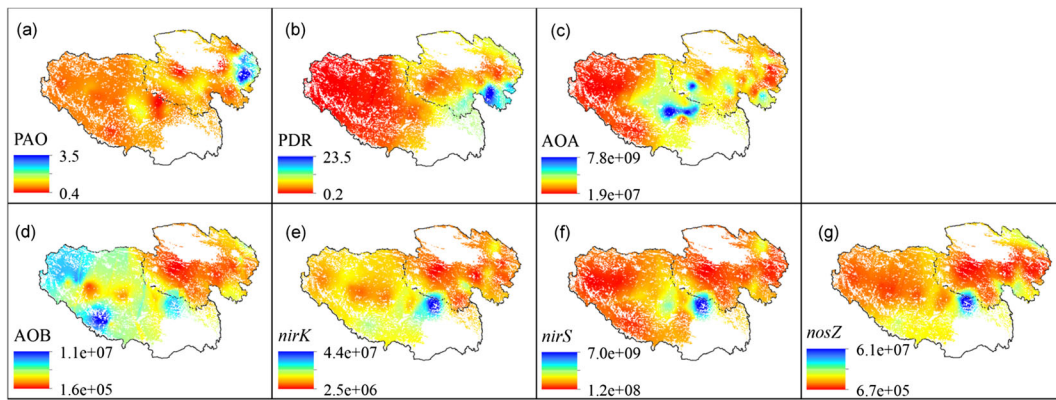 (a)
PAO
3.5
0.4
(b)
PDR
23.5
0.2
(c)
AOA
7.8e+09
1.9e+07
(d)
AOB
1.1e+07
1.6e+05
(e)
nirK
4.4e+07
2.5e+06
(f)
nirS
7.0e+09
1.2e+08
(g)
nosZ
6.1e+07
6.7e+05